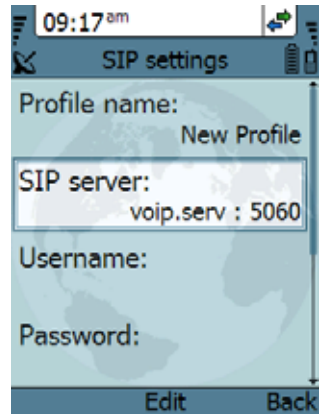 09:17am
SIP settings
Profile name:
New Profile
SIP server:
voip.serv : 5060
Username:
Password:
Edit Back